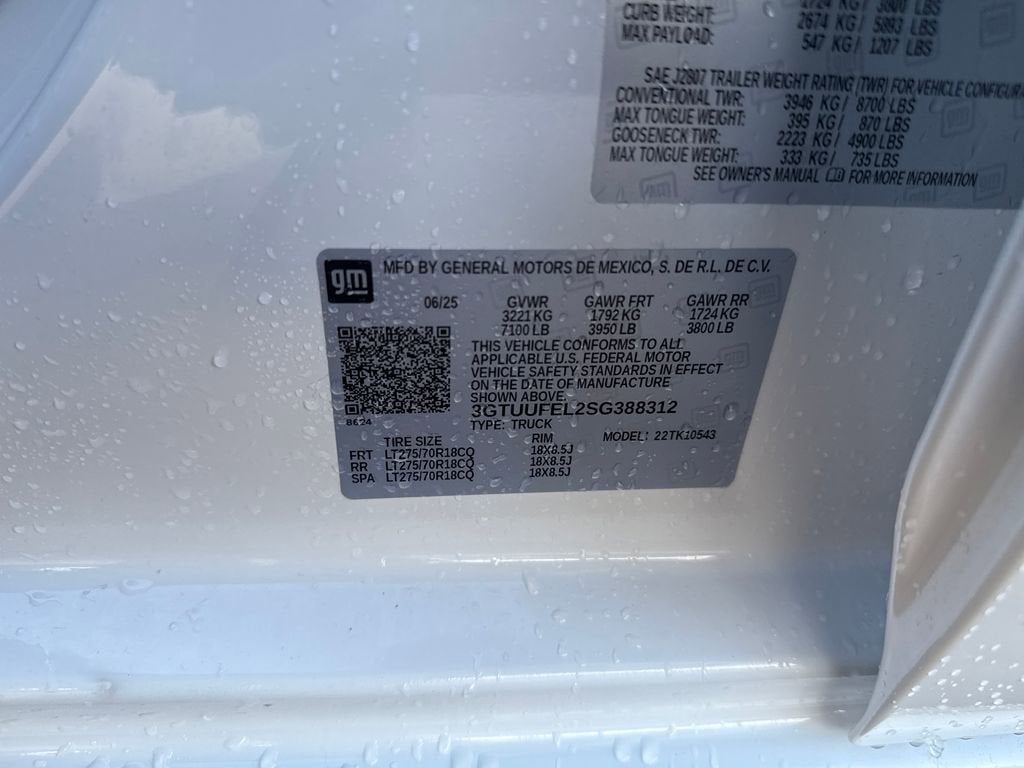 2724 KG / 3800 LBS
CURB WEIGHT: 2674 KG / 5893 LBS
MAX PAYLOAD: 547 KG / 1207 LBS
SAE J2807 TRAILER WEIGHT RATING (TWR) FOR VEHICLE CONFIGURA
CONVENTIONAL TWR: 3946 KG / 8700 LBS
MAX TONGUE WEIGHT: 395 KG / 870 LBS
GOOSENECK TWR: 2223 KG / 4900 LBS
MAX TONGUE WEIGHT: 333 KG / 735 LBS
SEE OWNER'S MANUAL FOR MORE INFORMATION
gm MFD BY GENERAL MOTORS DE MEXICO, S. DE R.L. DE C.V.
06/25 GVWR GAWR FRT GAWR RR
3221 KG 1792 KG 1724 KG
7100 LB 3950 LB 3800 LB
THIS VEHICLE CONFORMS TO ALL
APPLICABLE U.S. FEDERAL MOTOR
VEHICLE SAFETY STANDARDS IN EFFECT
ON THE DATE OF MANUFACTURE
SHOWN ABOVE.
3GTUUFEL2SG388312
8624
TYPE: TRUCK
TIRE SIZE RIM MODEL: 22TK10543
FRT LT275/70R18CQ 18X8.5J
RR LT275/70R18CQ 18X8.5J
SPA LT275/70R18CQ 18X8.5J